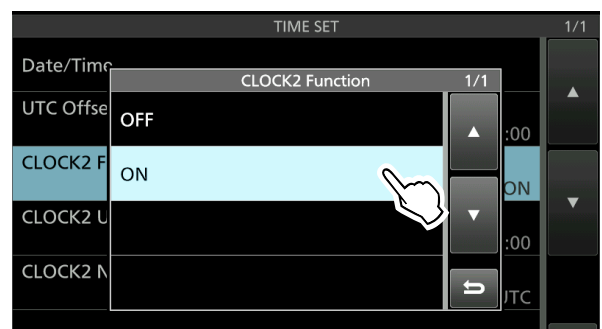 TIME SET 1/1
Date/Time
CLOCK2 Function 1/1
UTC Offse
OFF
:00
CLOCK2 F
ON
ON
CLOCK2 U
:00
CLOCK2 N
UTC